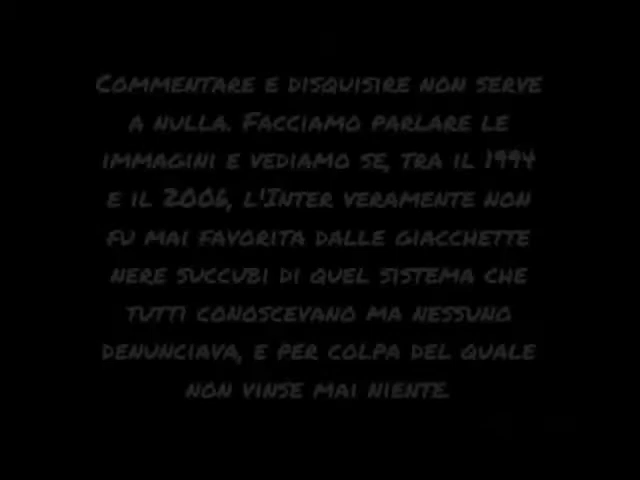 Commentare e disquisire non serve
a nulla. Facciamo parlare le
immagini e vediamo se, tra il 1994
e il 2006, l'Inter veramente non
fu mai favorita dalle giacchette
nere succubi di quel sistema che
tutti conoscevano ma nessuno
denunciava, e per colpa del quale
non vinse mai niente.